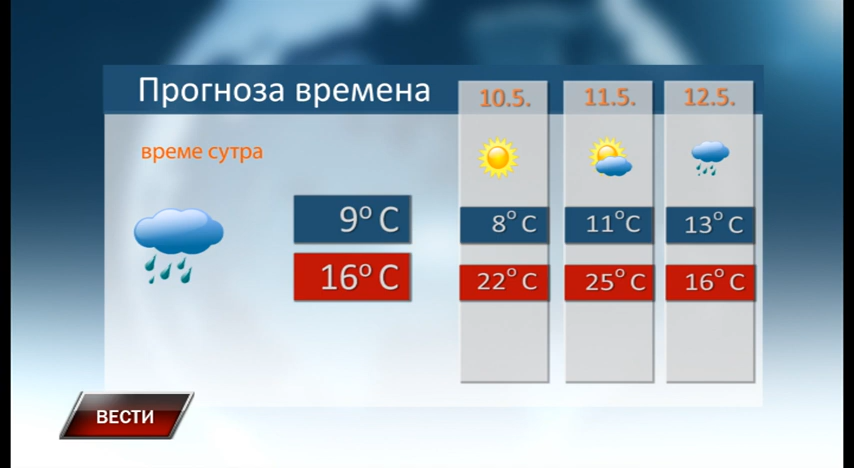 Прогноза времена
време сутра
9° C
16° C
10.5.
11.5.
12.5.
8° C
11°C
13° C
22° C
25° C
16° C
ВЕСТИ